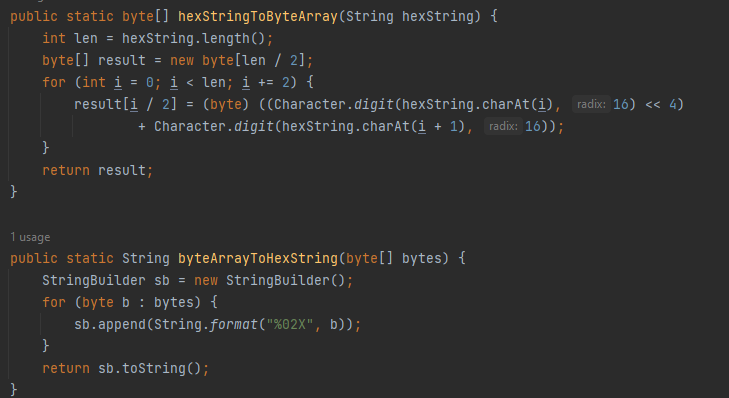 public static byte[] hexStringToByteArray(String hexString) {
    int len = hexString.length();
    byte[] result = new byte[len / 2];
    for (int i = 0; i < len; i += 2) {
        result[i / 2] = (byte) ((Character.digit(hexString.charAt(i), radix: 16) << 4)
                + Character.digit(hexString.charAt(i + 1), radix: 16));
    }
    return result;
}
1 usage
public static String byteArrayToHexString(byte[] bytes) {
    StringBuilder sb = new StringBuilder();
    for (byte b : bytes) {
        sb.append(String.format("%02X", b));
    }
    return sb.toString();
}